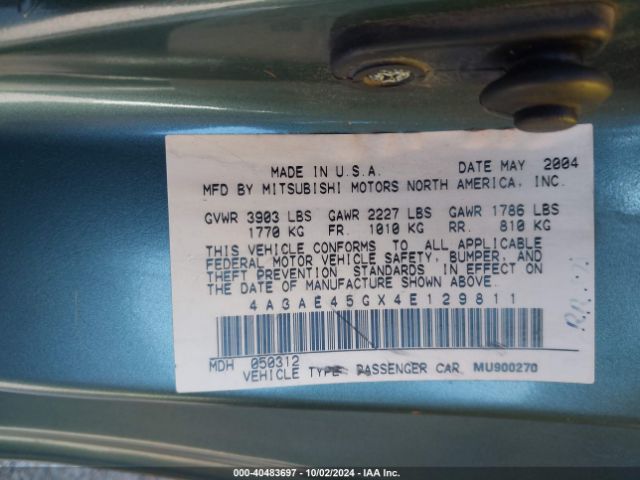 MADE IN U.S.A. DATE MAY 2004
MFD BY MITSUBISHI MOTORS NORTH AMERICA, INC.
GVWR 3903 LBS GAWR 2227 LBS GAWR 1786 LBS
1770 KG FR. 1010 KG RR. 810 KG
THIS VEHICLE CONFORMS TO ALL APPLICABLE
FEDERAL MOTOR VEHICLE SAFETY, BUMPER, AND
THEFT PREVENTION STANDARDS IN EFFECT ON
THE DATE OF MANUFACTURE SHOWN ABOVE.
4A3AE45GX4E129811
MDH 050312
VEHICLE TYPE: PASSENGER CAR MU900270
000-40483697 - 10/02/2024 - IAA Inc.